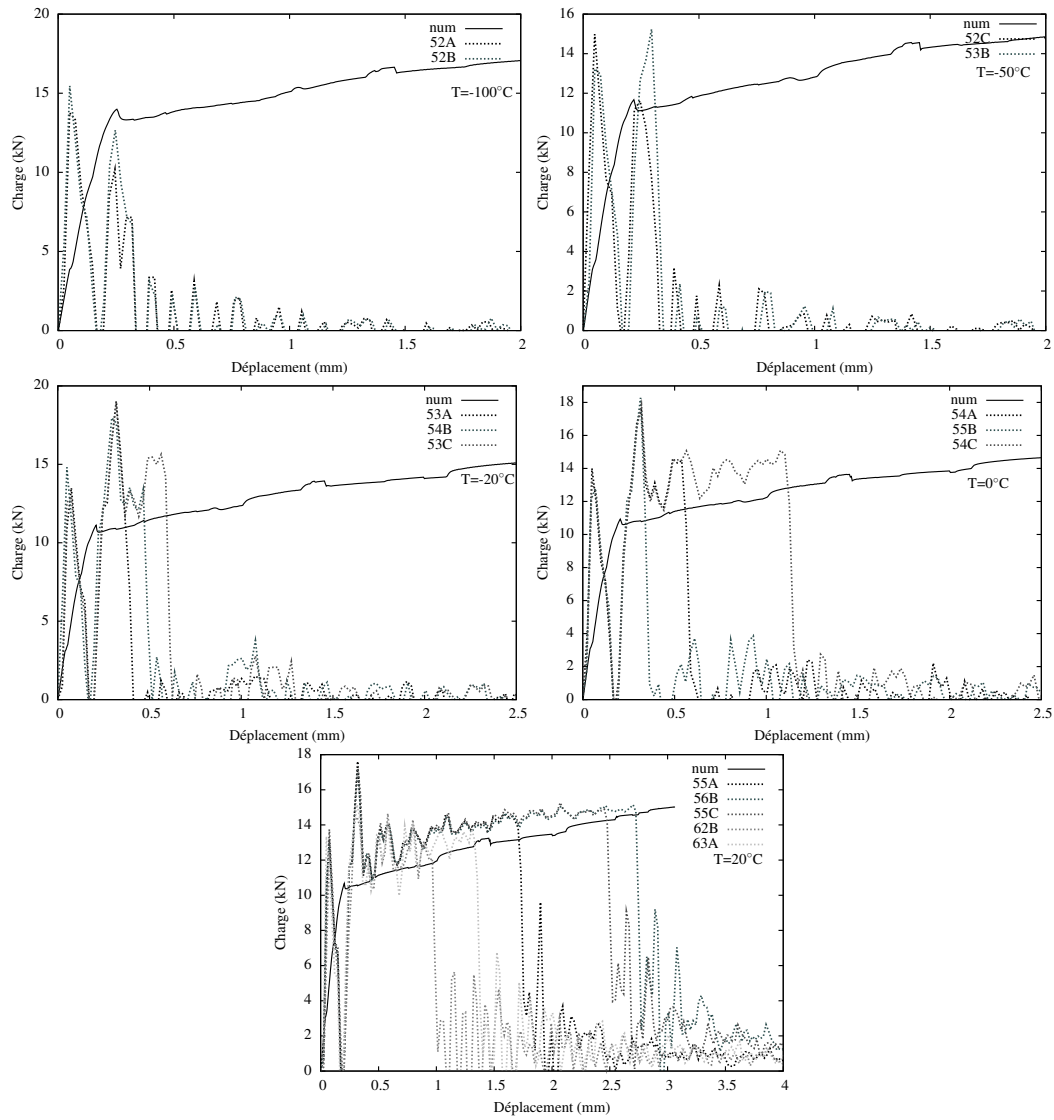 20
15
10
5
0
0
0.5
1
1.5
2
Charge (kN)
Déplacement (mm)
num
52A
52B
T=-100°C
16
14
12
10
8
6
4
2
0
0
0.5
1
1.5
2
Charge (kN)
Déplacement (mm)
num
52C
53B
T=-50°C
20
15
10
5
0
0
0.5
1
1.5
2
2.5
Charge (kN)
Déplacement (mm)
num
53A
54B
53C
T=-20°C
18
16
14
12
10
8
6
4
2
0
0
0.5
1
1.5
2
2.5
Charge (kN)
Déplacement (mm)
num
54A
55B
54C
T=0°C
18
16
14
12
10
8
6
4
2
0
0
0.5
1
1.5
2
2.5
3
3.5
4
Charge (kN)
Déplacement (mm)
num
55A
56B
55C
62B
63A
T=20°C